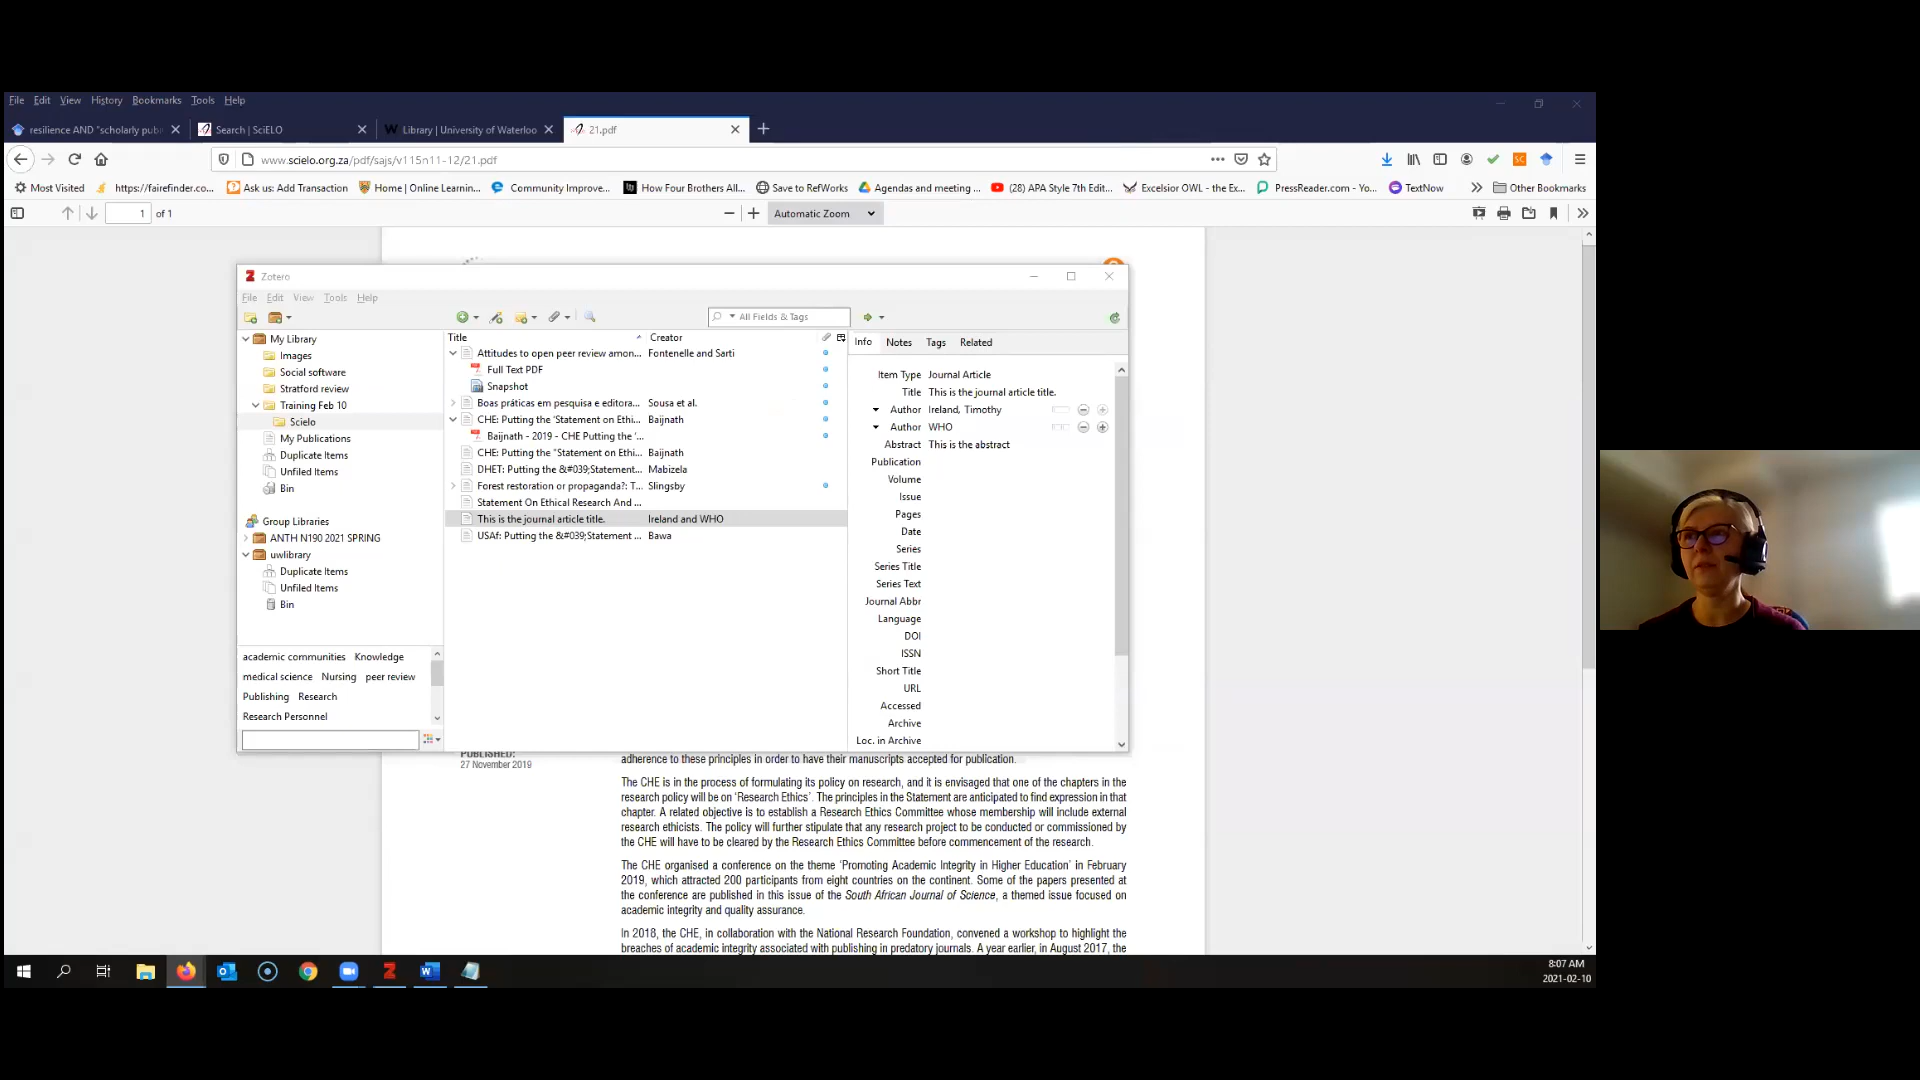 File Edit View History Bookmarks Tools Help
resilience AND "scholarly pub
Search | SciELO
Library | University of Waterloo
21.pdf
www.scielo.org.za/pdf/sajs/v115n11-12/21.pdf
Most Visited
https://fairefinder.co...
Ask us: Add Transaction
Home | Online Learnin...
Community Improve...
How Four Brothers All...
Save to RefWorks
Agendas and meeting ...
(28) APA Style 7th Edit...
Excelsior OWL - the Ex...
PressReader.com - Yo...
TextNow
Other Bookmarks
1 of 1
Automatic Zoom
Zotero
File Edit View Tools Help
All Fields & Tags
My Library
Images
Social software
Stratford review
Training Feb 10
Scielo
My Publications
Duplicate Items
Unfiled Items
Bin
Group Libraries
ANTH N190 2021 SPRING
uwlibrary
Duplicate Items
Unfiled Items
Bin
academic communities Knowledge
medical science Nursing peer review
Publishing Research
Research Personnel
Title Creator
Attitudes to open peer review amon... Fontenelle and Sarti
Full Text PDF
Snapshot
Boas práticas em pesquisa e editora... Sousa et al.
CHE: Putting the 'Statement on Ethi... Baijnath
Baijnath - 2019 - CHE Putting the '...
CHE: Putting the "Statement on Ethi... Baijnath
DHET: Putting the &#039;Statement... Mabizela
Forest restoration or propaganda?: T... Slingsby
Statement On Ethical Research And ...
This is the journal article title. Ireland and WHO
USAf: Putting the &#039;Statement ... Bawa
Info Notes Tags Related
Item Type Journal Article
Title This is the journal article title.
Author Ireland, Timothy
Author WHO
Abstract This is the abstract
Publication
Volume
Issue
Pages
Date
Series
Series Title
Series Text
Journal Abbr
Language
DOI
ISSN
Short Title
URL
Accessed
Archive
Loc. in Archive
PUBLISHED:
27 November 2019
adherence to these principles in order to have their manuscripts accepted for publication.
The CHE is in the process of formulating its policy on research, and it is envisaged that one of the chapters in the
research policy will be on 'Research Ethics'. The principles in the Statement are anticipated to find expression in that
chapter. A related objective is to establish a Research Ethics Committee whose membership will include external
research ethicists. The policy will further stipulate that any research project to be conducted or commissioned by
the CHE will have to be cleared by the Research Ethics Committee before commencement of the research.
The CHE organised a conference on the theme 'Promoting Academic Integrity in Higher Education' in February
2019, which attracted 200 participants from eight countries on the continent. Some of the papers presented at
the conference are published in this issue of the South African Journal of Science, a themed issue focused on
academic integrity and quality assurance.
In 2018, the CHE, in collaboration with the National Research Foundation, convened a workshop to highlight the
breaches of academic integrity associated with publishing in predatory journals. A year earlier, in August 2017, the
8:07 AM
2021-02-10